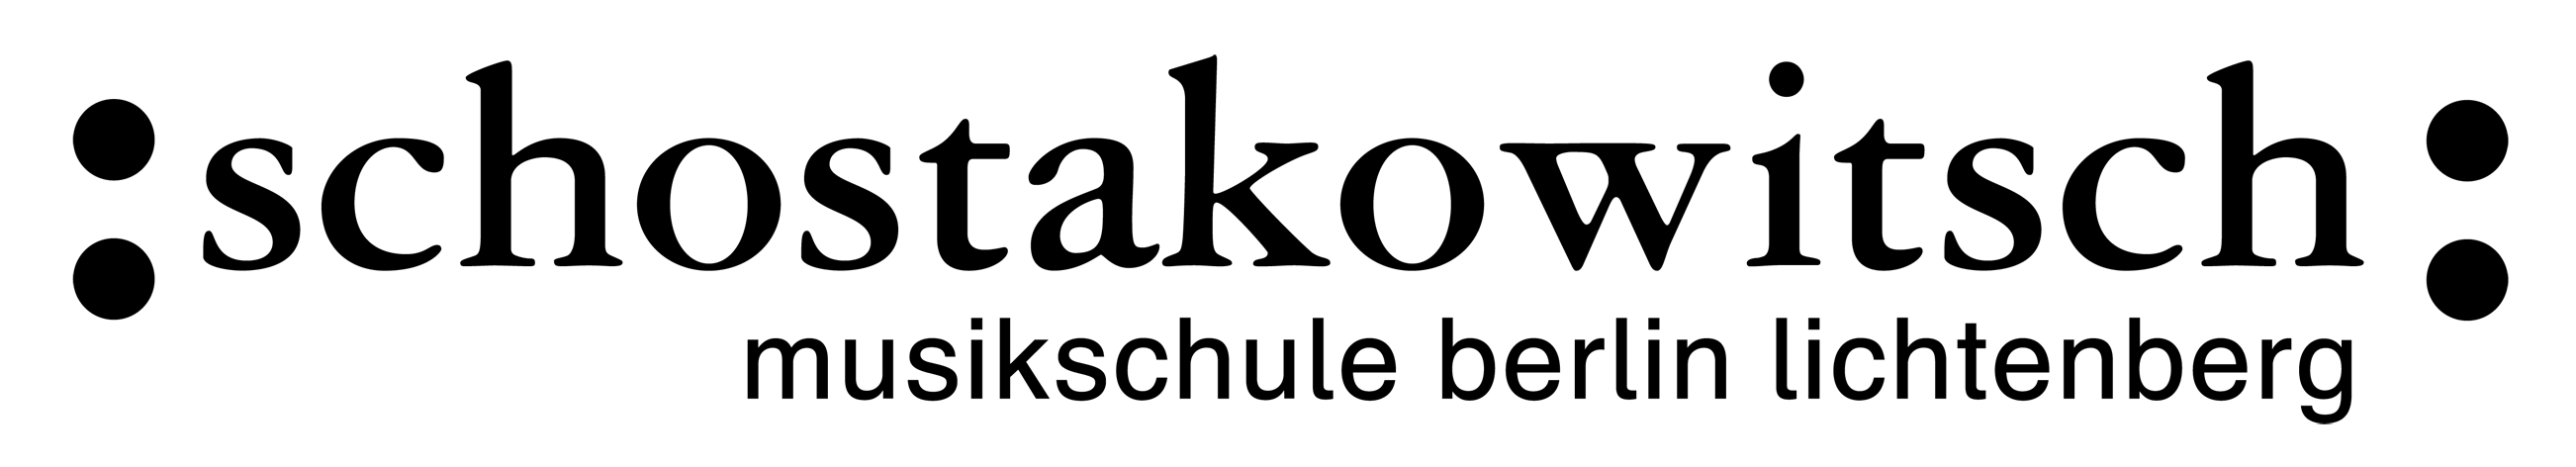 :schostakowitsch:
musikschule berlin lichtenberg